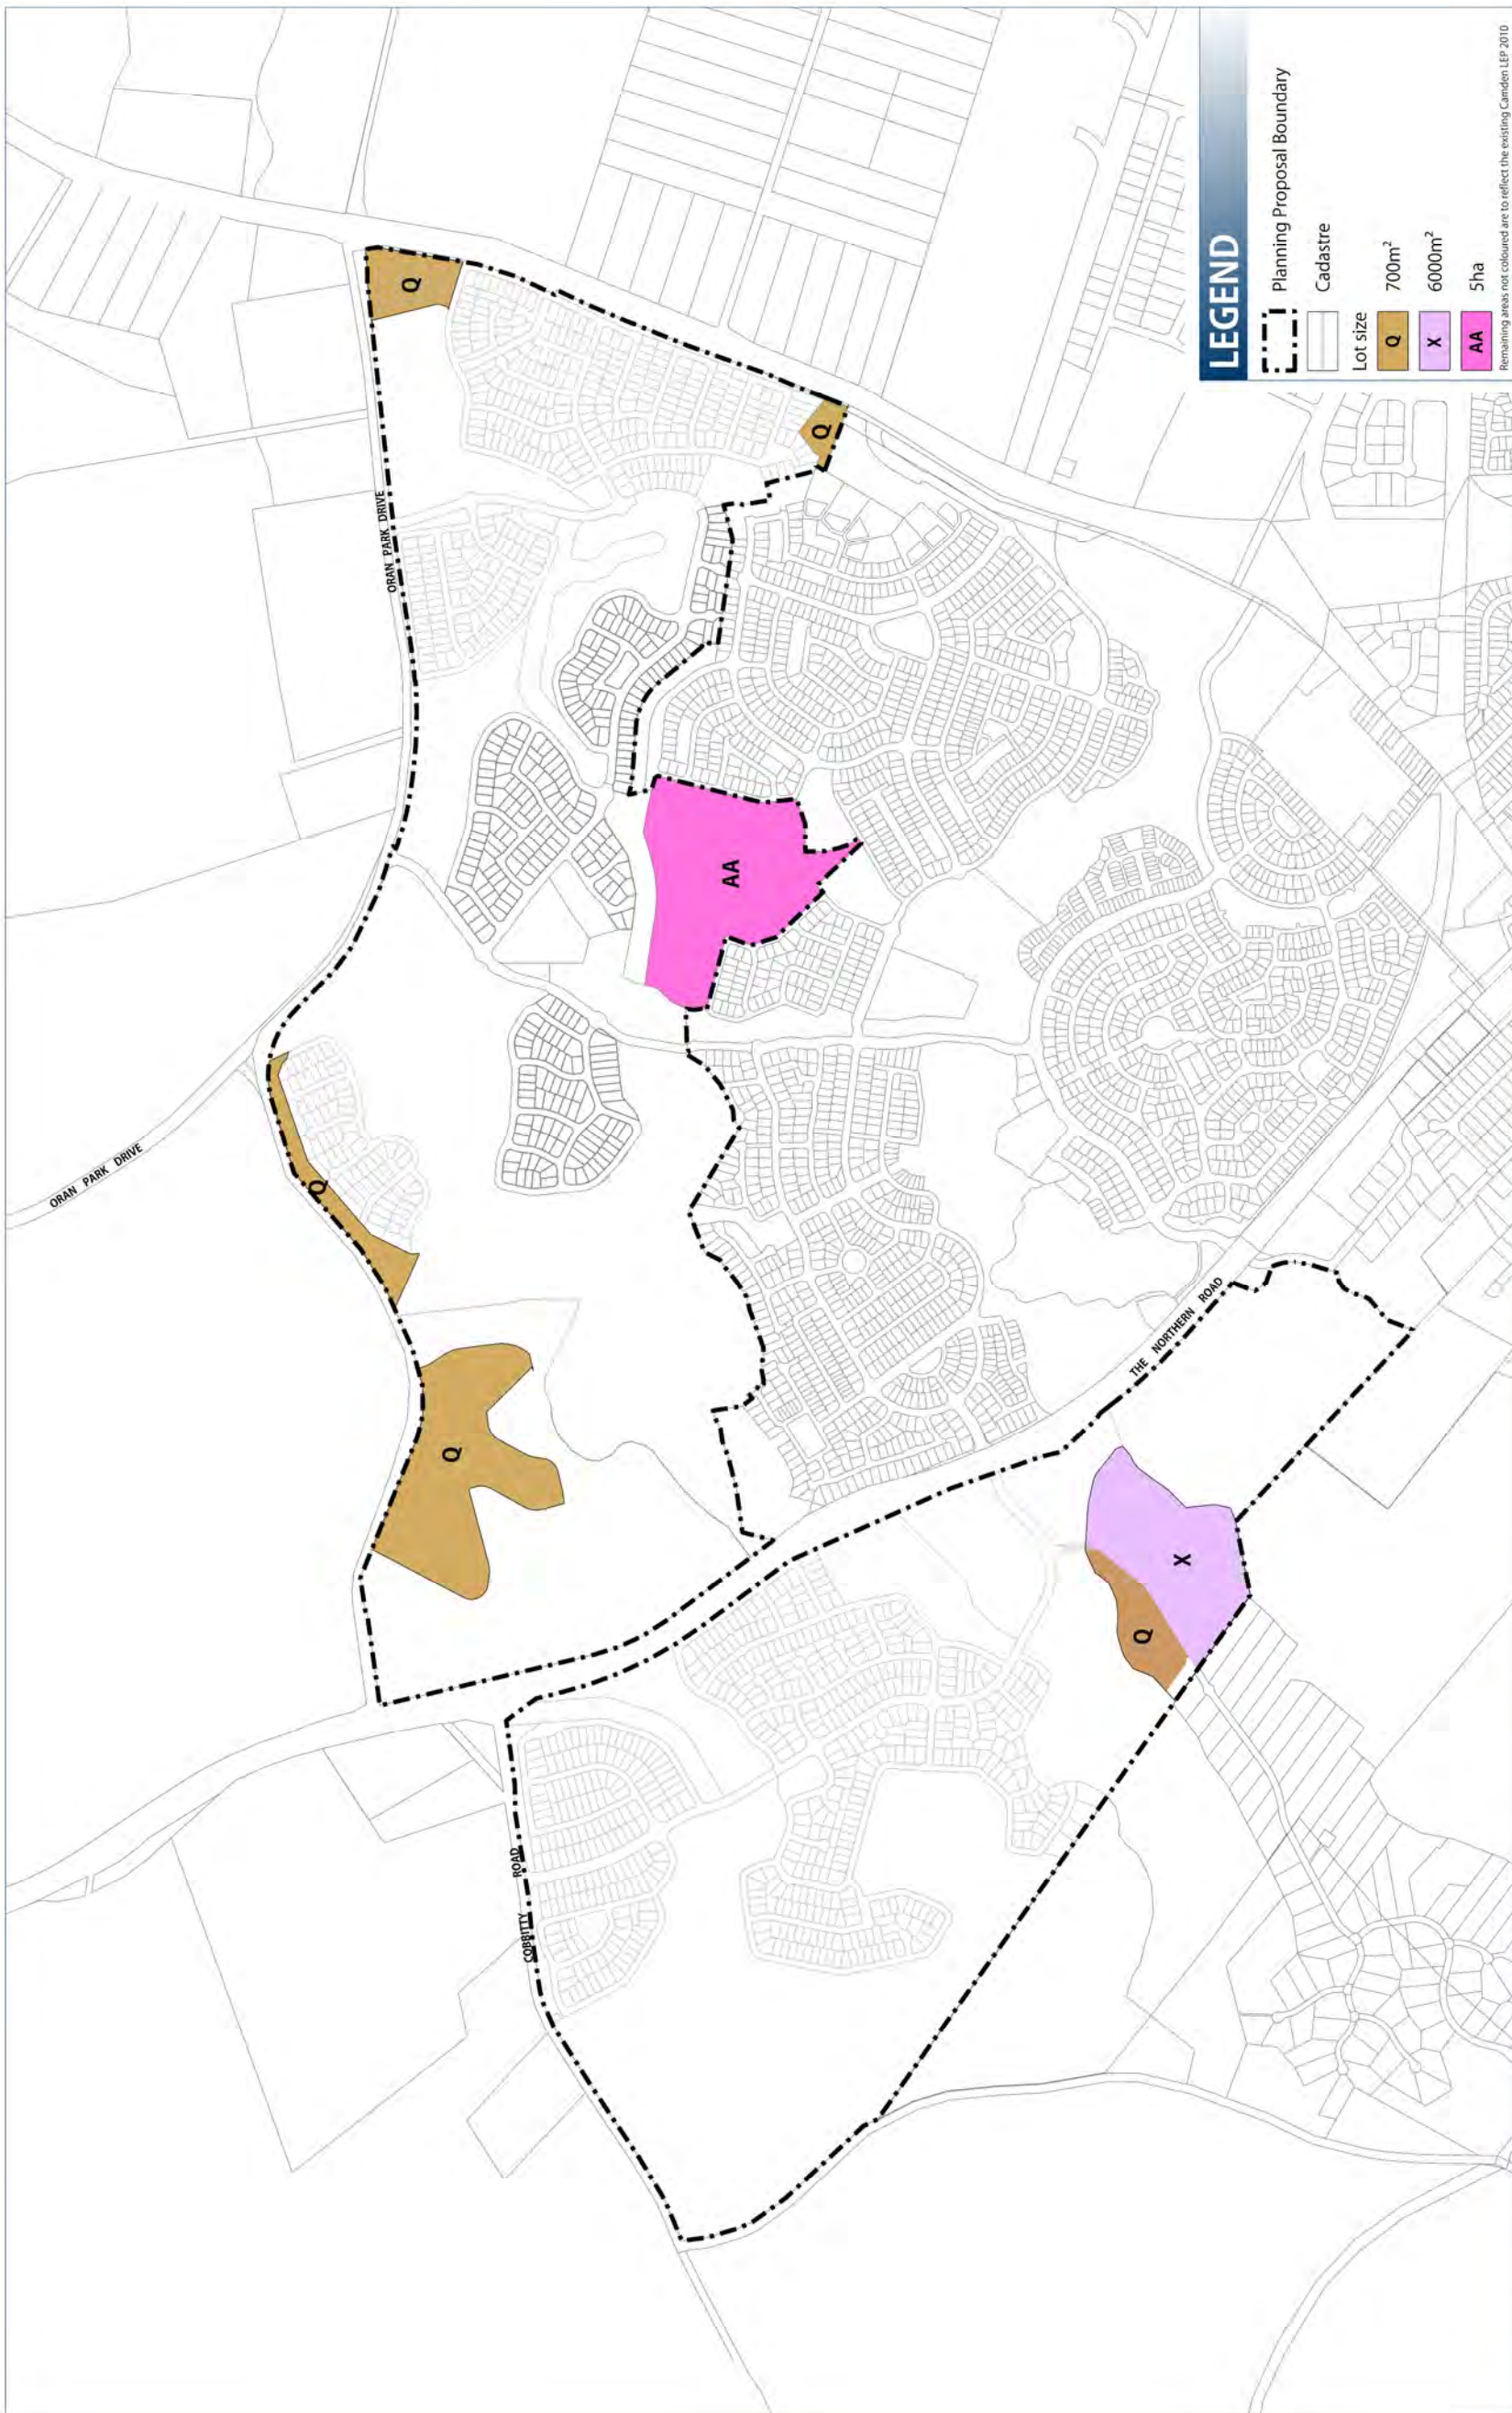 ORAN PARK DRIVE
ORAN PARK DRIVE
COBBITTY ROAD
THE NORTHERN ROAD
Q
Q
Q
Q
Q
AA
X
LEGEND
Planning Proposal Boundary
Cadastre
Lot size
Q 700m²
X 6000m²
AA 5ha
Remaining areas not coloured are to reflect the existing Camden LEP 2010